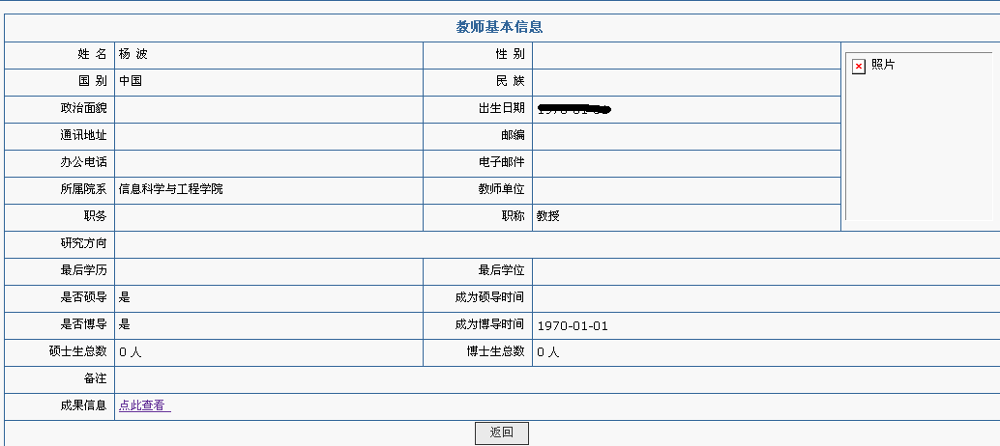 教师基本信息
姓 名 杨 波 性 别
照片
国 别 中国 民 族
政治面貌 出生日期
通讯地址 邮编
办公电话 电子邮件
所属院系 信息科学与工程学院 教师单位
职务 职称 教授
研究方向
最后学历 最后学位
是否硕导 是 成为硕导时间
是否博导 是 成为博导时间 1970-01-01
硕士生总数 0 人 博士生总数 0 人
备注
成果信息 点此查看
返回